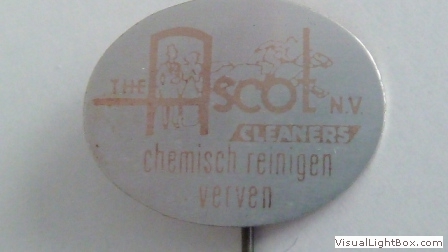 THE ASCOT N.V.
CLEANERS
chemisch reinigen
verven
VisualLightBox.com